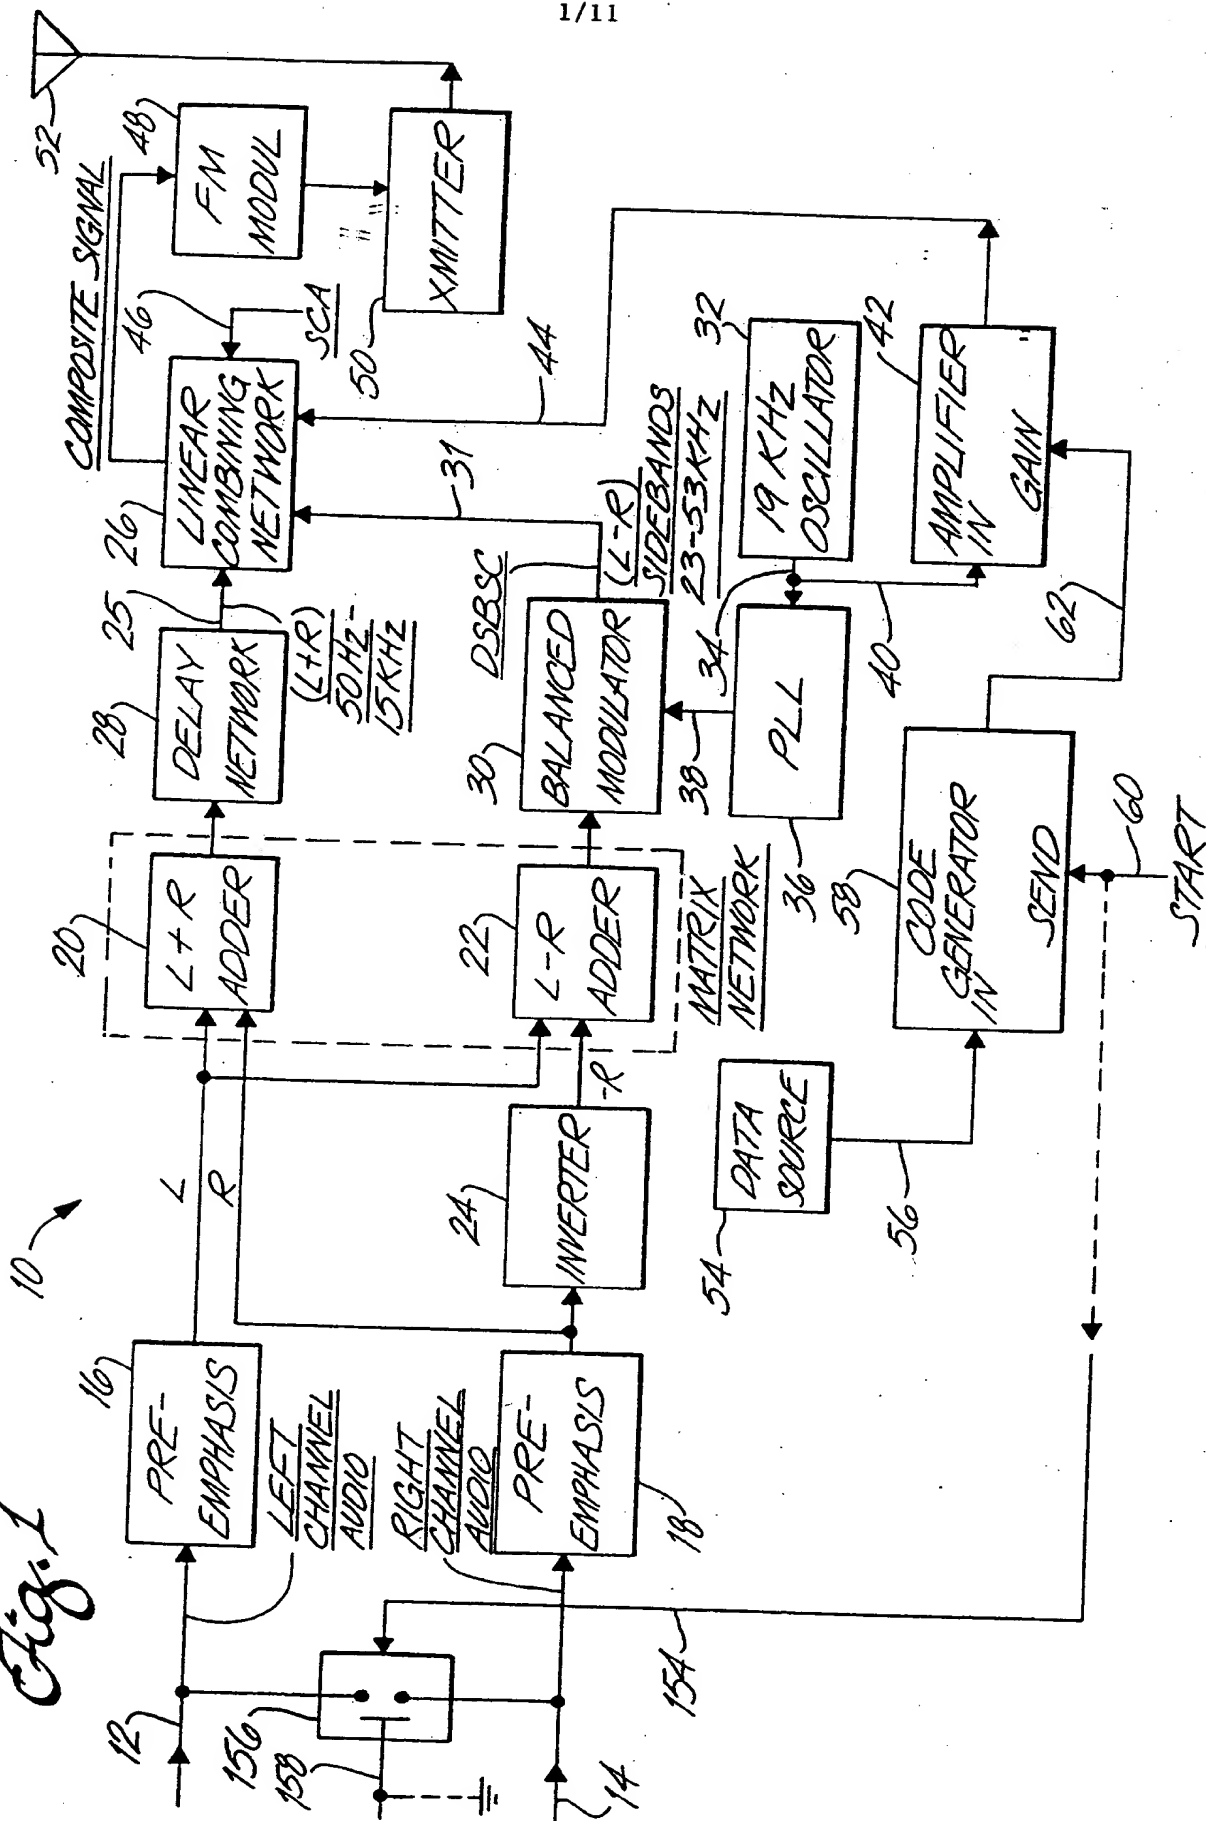 1/11
Fig. 1
10
12
14
16
PRE-
EMPHASIS
LEFT
CHANNEL
AUDIO
RIGHT
CHANNEL
AUDIO
PRE-
EMPHASIS
18
156
158
154
L
R
20
L+R
ADDER
22
L-R
ADDER
24
INVERTER
-R
MATRIX
NETWORK
28
DELAY
NETWORK
25
(L+R)
50Hz-
15KHz
26
LINEAR
COMBINING
NETWORK
COMPOSITE SIGNAL
46
SCA
48
FM
MODUL
50
XMITTER
52
30
BALANCED
MODULATOR
DSBSC
(L-R)
SIDEBANDS
23-53KHz
31
44
32
19 KHz
OSCILLATOR
34
36
PLL
38
40
42
AMPLIFIER
IN
GAIN
54
DATA
SOURCE
56
58
CODE
GENERATOR
IN
SEND
60
START
62